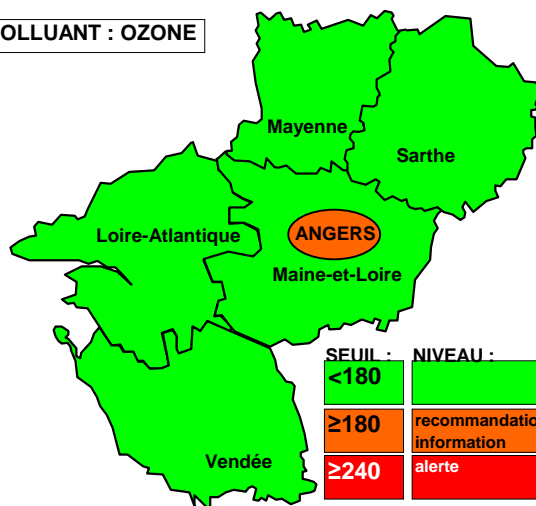 OLLUANT : OZONE
Mayenne
Sarthe
Loire-Atlantique
ANGERS
Maine-et-Loire
Vendée
SEUIL : NIVEAU :
<180
≥180 recommandatio
information
≥240 alerte